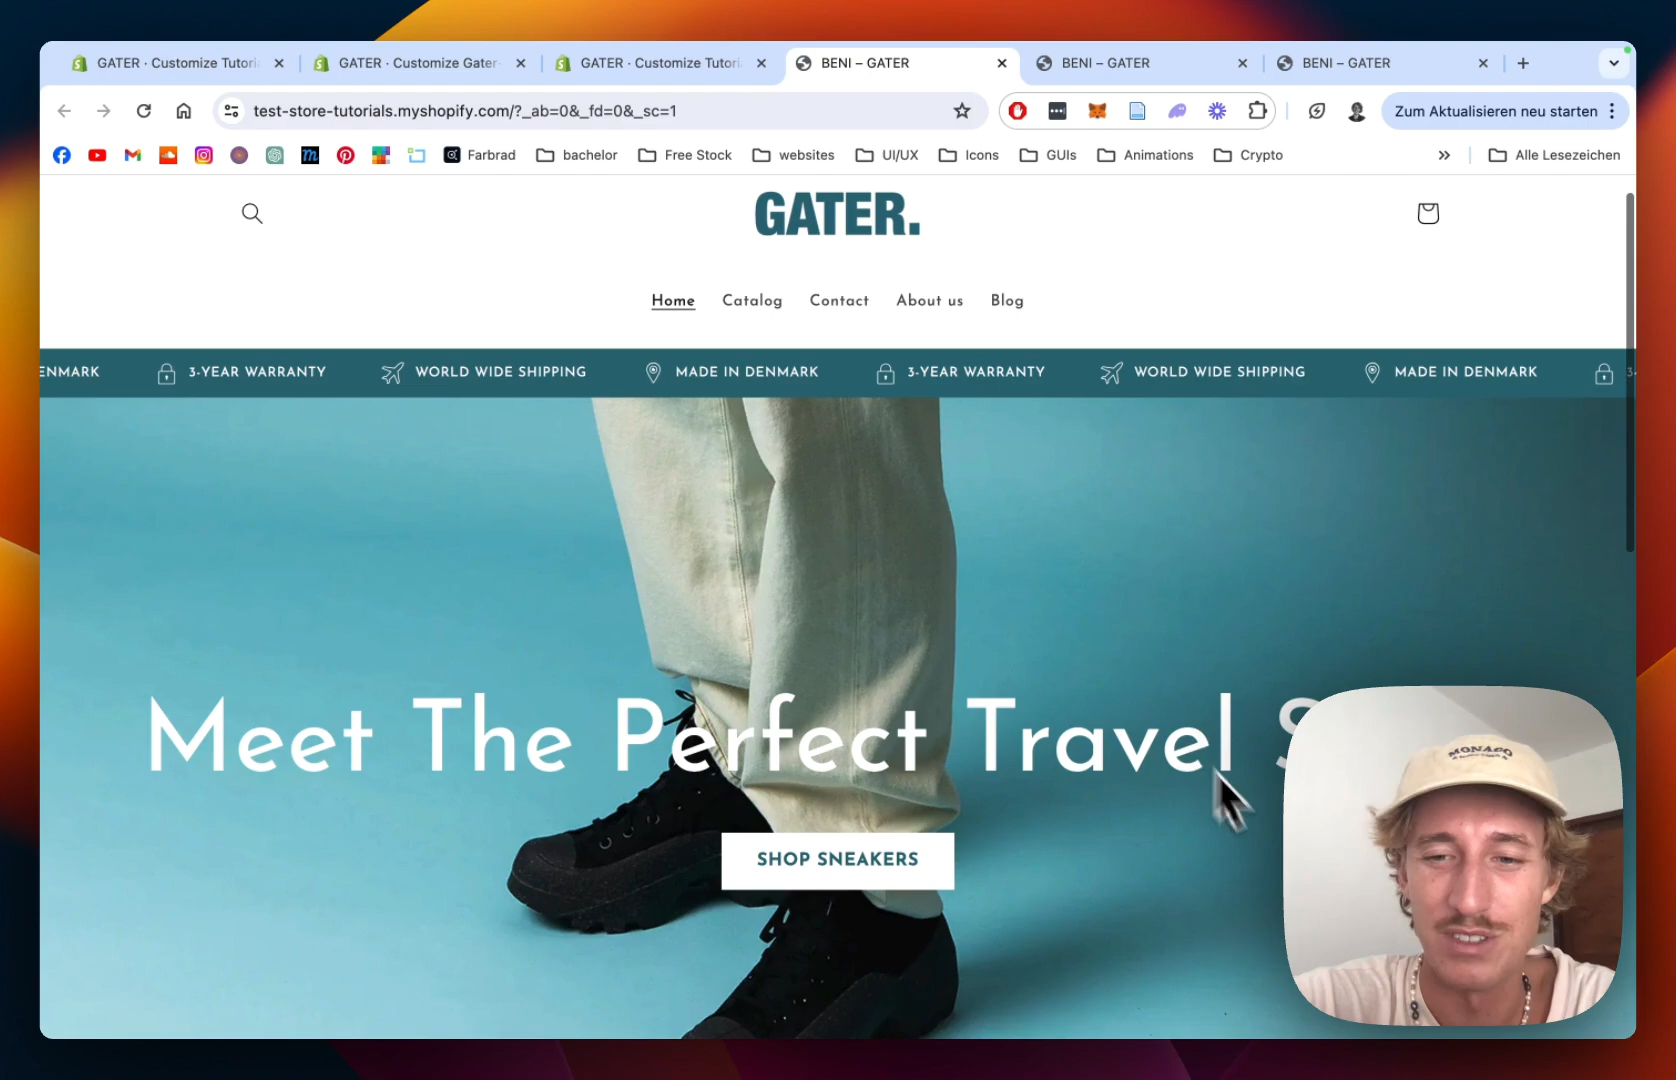 GATER · Customize Tutori
GATER · Customize Gater-
GATER · Customize Tutori
BENI – GATER
BENI – GATER
BENI – GATER
test-store-tutorials.myshopify.com/?_ab=0&_fd=0&_sc=1
Zum Aktualisieren neu starten
Farbrad
bachelor
Free Stock
websites
UI/UX
Icons
GUIs
Animations
Crypto
Alle Lesezeichen
GATER.
Home
Catalog
Contact
About us
Blog
ENMARK
3-YEAR WARRANTY
WORLD WIDE SHIPPING
MADE IN DENMARK
3-YEAR WARRANTY
WORLD WIDE SHIPPING
MADE IN DENMARK
3-
Meet The Perfect Travel S
SHOP SNEAKERS
MONACO